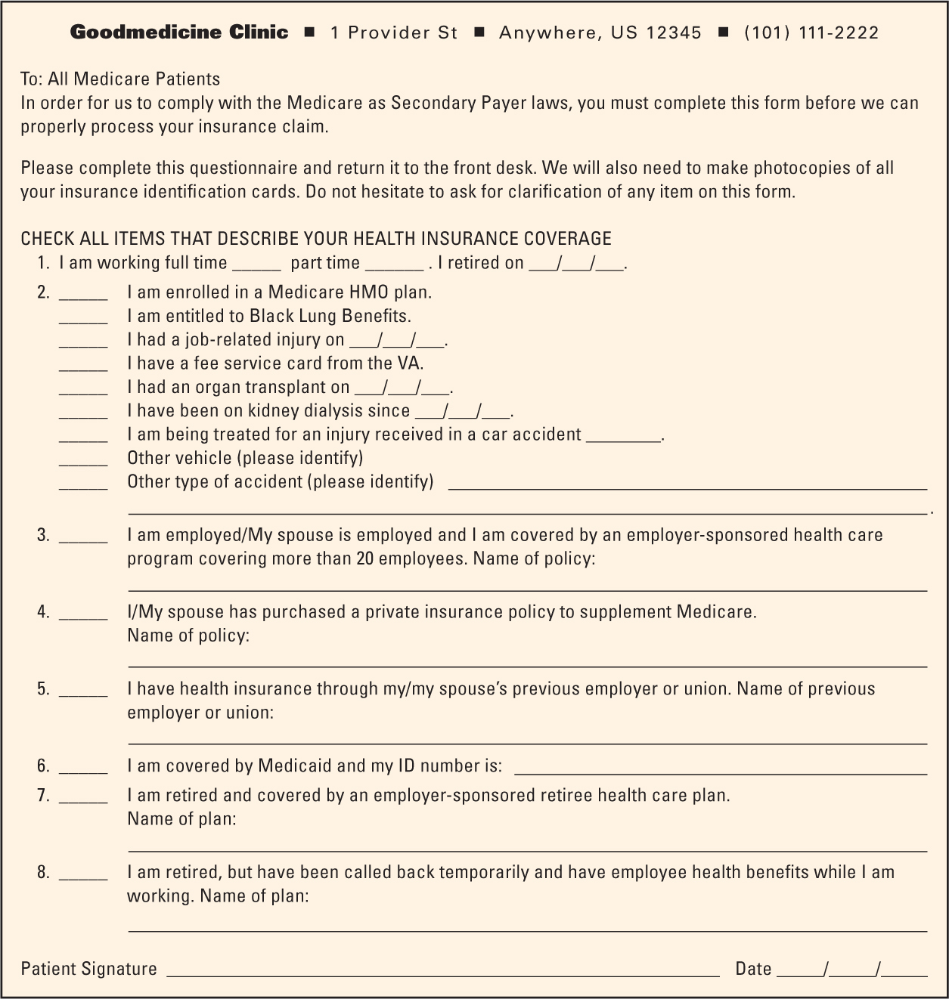 Goodmedicine Clinic ■ 1 Provider St ■ Anywhere, US 12345 ■ (101) 111-2222
To: All Medicare Patients
In order for us to comply with the Medicare as Secondary Payer laws, you must complete this form before we can
properly process your insurance claim.
Please complete this questionnaire and return it to the front desk. We will also need to make photocopies of all
your insurance identification cards. Do not hesitate to ask for clarification of any item on this form.
CHECK ALL ITEMS THAT DESCRIBE YOUR HEALTH INSURANCE COVERAGE
1. I am working full time _____ part time ______ . I retired on ___/___/___.
2. _____ I am enrolled in a Medicare HMO plan.
_____ I am entitled to Black Lung Benefits.
_____ I had a job-related injury on ___/___/___.
_____ I have a fee service card from the VA.
_____ I had an organ transplant on ___/___/___.
_____ I have been on kidney dialysis since ___/___/___.
_____ I am being treated for an injury received in a car accident ________.
_____ Other vehicle (please identify)
_____ Other type of accident (please identify) ____________________
____________________.
3. _____ I am employed/My spouse is employed and I am covered by an employer-sponsored health care
program covering more than 20 employees. Name of policy:
4. _____ I/My spouse has purchased a private insurance policy to supplement Medicare.
Name of policy:
5. _____ I have health insurance through my/my spouse’s previous employer or union. Name of previous
employer or union:
6. _____ I am covered by Medicaid and my ID number is: ____________________
7. _____ I am retired and covered by an employer-sponsored retiree health care plan.
Name of plan:
8. _____ I am retired, but have been called back temporarily and have employee health benefits while I am
working. Name of plan:
Patient Signature ____________________ Date _____/_____/_____